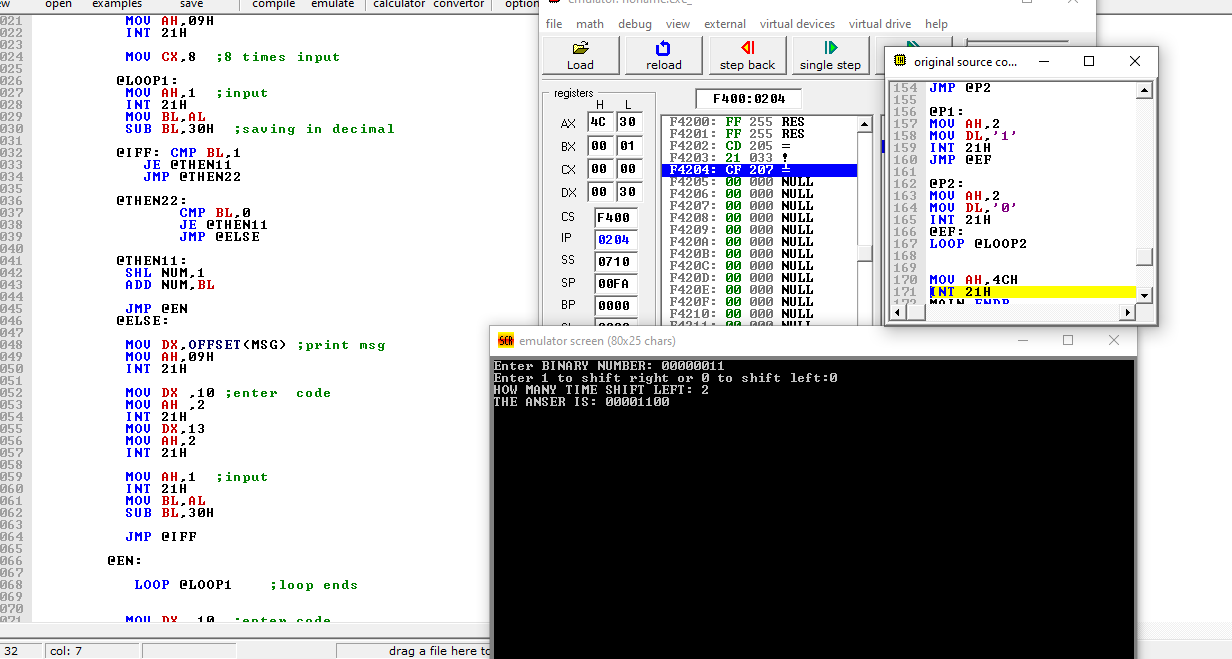 open examples save compile emulate calculator convertor
021 MOV AH,09H
022 INT 21H
023
024 MOV CX,8 ;8 times input
025
026 @LOOP1:
027 MOV AH,1 ;input
028 INT 21H
029 MOV BL,AL
030 SUB BL,30H ;saving in decimal
031
032 @IFF: CMP BL,1
033 JE @THEN11
034 JMP @THEN22
035
036 @THEN22:
037 CMP BL,0
038 JE @THEN11
039 JMP @ELSE
040
041 @THEN11:
042 SHL NUM,1
043 ADD NUM,BL
044
045 JMP @EN
046 @ELSE:
047
048 MOV DX,OFFSET(MSG) ;print msg
049 MOV AH,09H
050 INT 21H
051
052 MOV DX ,10 ;enter code
053 MOV AH ,2
054 INT 21H
055 MOV DX,13
056 MOV AH,2
057 INT 21H
058
059 MOV AH,1 ;input
060 INT 21H
061 MOV BL,AL
062 SUB BL,30H
063
064 JMP @IFF
065
066 @EN:
067
068 LOOP @LOOP1 ;loop ends
069
070
071 MOV DX ,10 ;enter code
32 col: 7 drag a file here to
emulator: noname.exe_
file math debug view external virtual devices virtual drive help
Load reload step back single step
registers
H L
AX 4C 30
BX 00 01
CX 00 00
DX 00 30
CS F400
IP 0204
SS 0710
SP 00FA
BP 0000
F400:0204
F4200: FF 255 RES
F4201: FF 255 RES
F4202: CD 205 =
F4203: 21 033 !
F4204: CF 207
F4205: 00 000 NULL
F4206: 00 000 NULL
F4207: 00 000 NULL
F4208: 00 000 NULL
F4209: 00 000 NULL
F420A: 00 000 NULL
F420B: 00 000 NULL
F420C: 00 000 NULL
F420D: 00 000 NULL
F420E: 00 000 NULL
F420F: 00 000 NULL
F4210: 00 000 NULL
F4211: 00 000 NULL
original source co...
154 JMP @P2
155
156 @P1:
157 MOV AH,2
158 MOV DL,'1'
159 INT 21H
160 JMP @EF
161
162 @P2:
163 MOV AH,2
164 MOV DL,'0'
165 INT 21H
166 @EF:
167 LOOP @LOOP2
168
169
170 MOV AH,4CH
171 INT 21H
172 MAIN ENDP
SCR emulator screen (80x25 chars)
Enter BINARY NUMBER: 00000011
Enter 1 to shift right or 0 to shift left:0
HOW MANY TIME SHIFT LEFT: 2
THE ANSER IS: 00001100